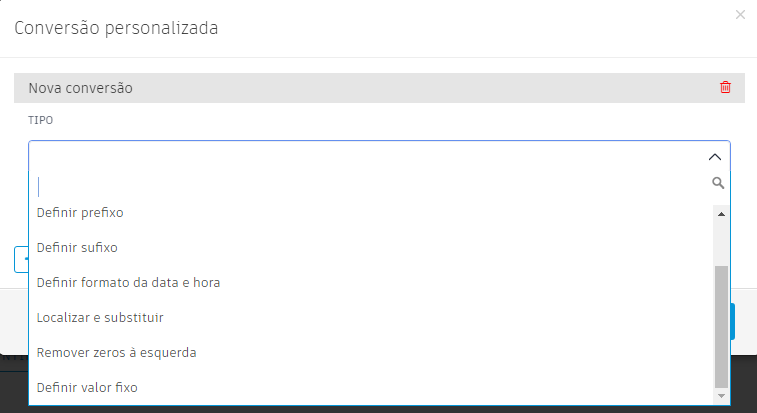 Conversão personalizada
Nova conversão
TIPO
Definir prefixo
Definir sufixo
Definir formato da data e hora
Localizar e substituir
Remover zeros à esquerda
Definir valor fixo